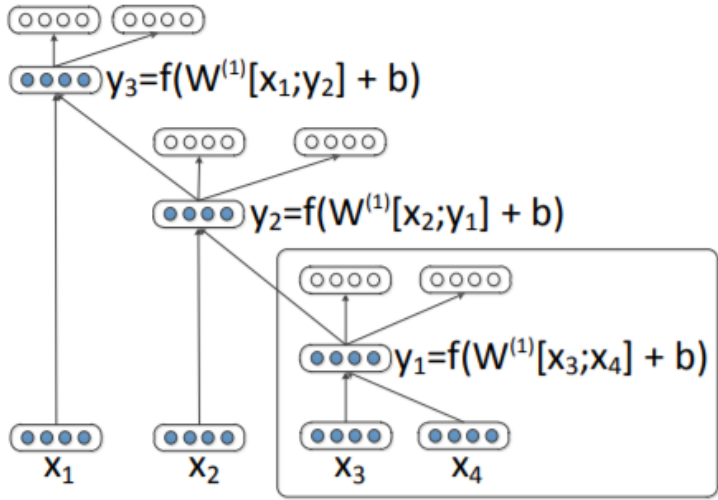 y₃=f(W⁽¹⁾[x₁;y₂] + b)
y₂=f(W⁽¹⁾[x₂;y₁] + b)
y₁=f(W⁽¹⁾[x₃;x₄] + b)
x₁ x₂ x₃ x₄